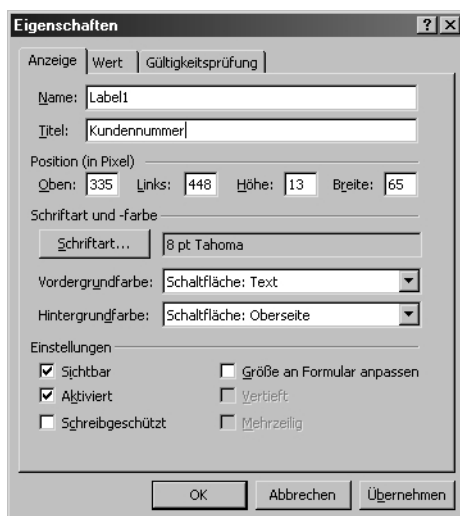 Eigenschaften
Anzeige Wert Gültigkeitsprüfung
Name: Label1
Titel: Kundennummer
Position (in Pixel)
Oben: 335 Links: 448 Höhe: 13 Breite: 65
Schriftart und -farbe
Schriftart... 8 pt Tahoma
Vordergrundfarbe: Schaltfläche: Text
Hintergrundfarbe: Schaltfläche: Oberseite
Einstellungen
Sichtbar Größe an Formular anpassen
Aktiviert Vertieft
Schreibgeschützt Mehrzeilig
OK Abbrechen Übernehmen